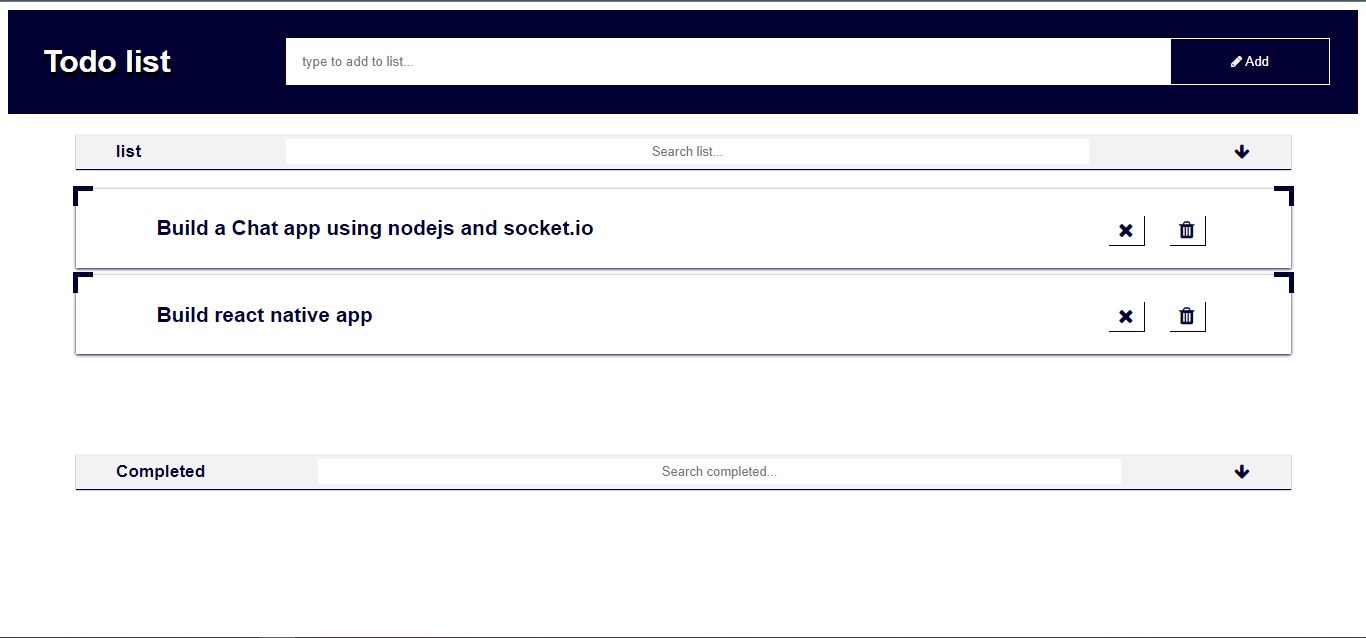 Todo list
type to add to list...
Add
list
Search list...
Build a Chat app using nodejs and socket.io
Build react native app
Completed
Search completed...